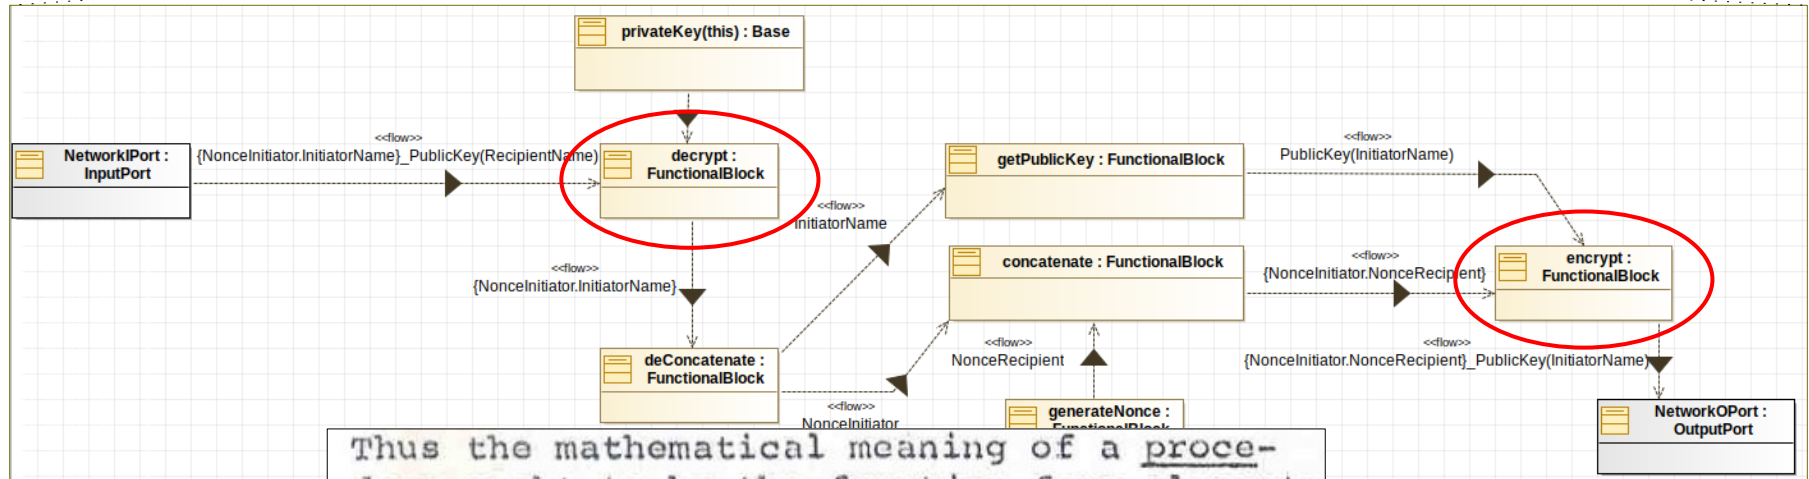 privateKey(this) : Base
<<flow>>
{NonceInitiator.InitiatorName}_PublicKey(RecipientName)
NetworkIPort :
InputPort
decrypt :
FunctionalBlock
<<flow>>
InitiatorName
getPublicKey : FunctionalBlock
<<flow>>
PublicKey(InitiatorName)
<<flow>>
{NonceInitiator.InitiatorName}
concatenate : FunctionalBlock
<<flow>>
{NonceInitiator.NonceRecipient}
encrypt :
FunctionalBlock
deConcatenate :
FunctionalBlock
<<flow>>
NonceRecipient
<<flow>>
{NonceInitiator.NonceRecipient}_PublicKey(InitiatorName)
<<flow>>
NonceInitiator
generateNonce :
FunctionalBlock
NetworkOPort :
OutputPort
Thus the mathematical meaning of a proce-